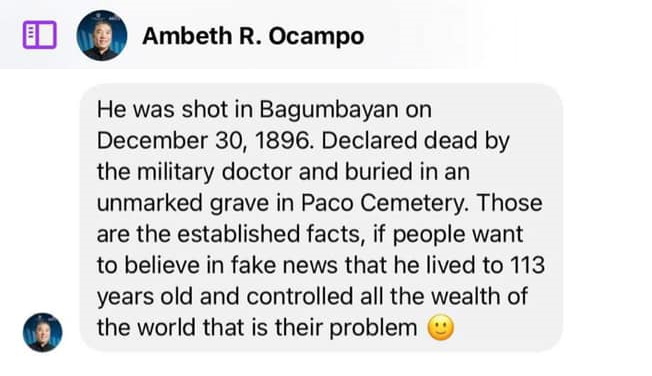 Ambeth R. Ocampo
He was shot in Bagumbayan on
December 30, 1896. Declared dead by
the military doctor and buried in an
unmarked grave in Paco Cemetery. Those
are the established facts, if people want
to believe in fake news that he lived to 113
years old and controlled all the wealth of
the world that is their problem 🙂